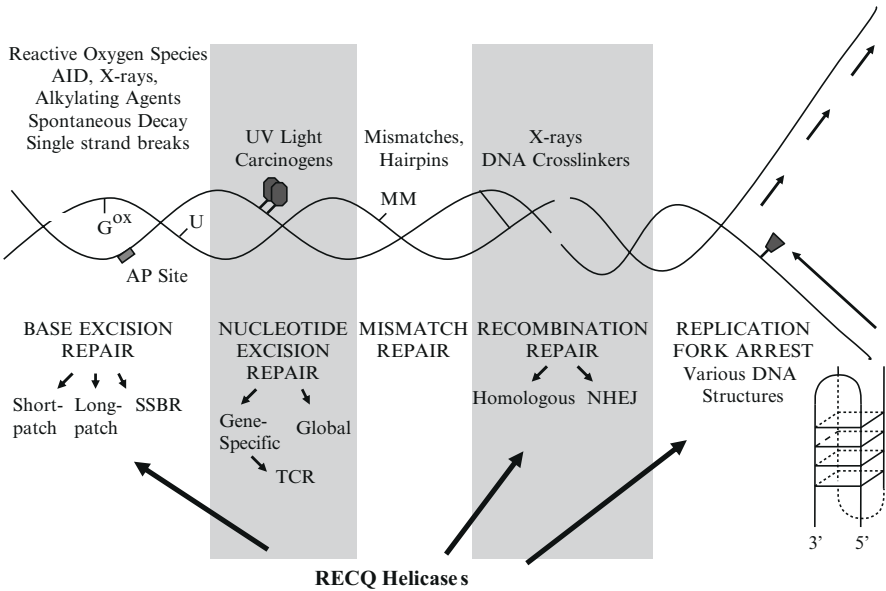 Reactive Oxygen Species
AID, X-rays,
Alkylating Agents
Spontaneous Decay
Single strand breaks
UV Light
Carcinogens
Mismatches,
Hairpins
X-rays
DNA Crosslinkers
Gox
U
AP Site
MM
BASE EXCISION
REPAIR
Short-
patch
Long-
patch
SSBR
NUCLEOTIDE
EXCISION
REPAIR
Gene-
Specific
Global
TCR
MISMATCH
REPAIR
RECOMBINATION
REPAIR
Homologous
NHEJ
REPLICATION
FORK ARREST
Various DNA
Structures
3’
5’
RECQ Helicases